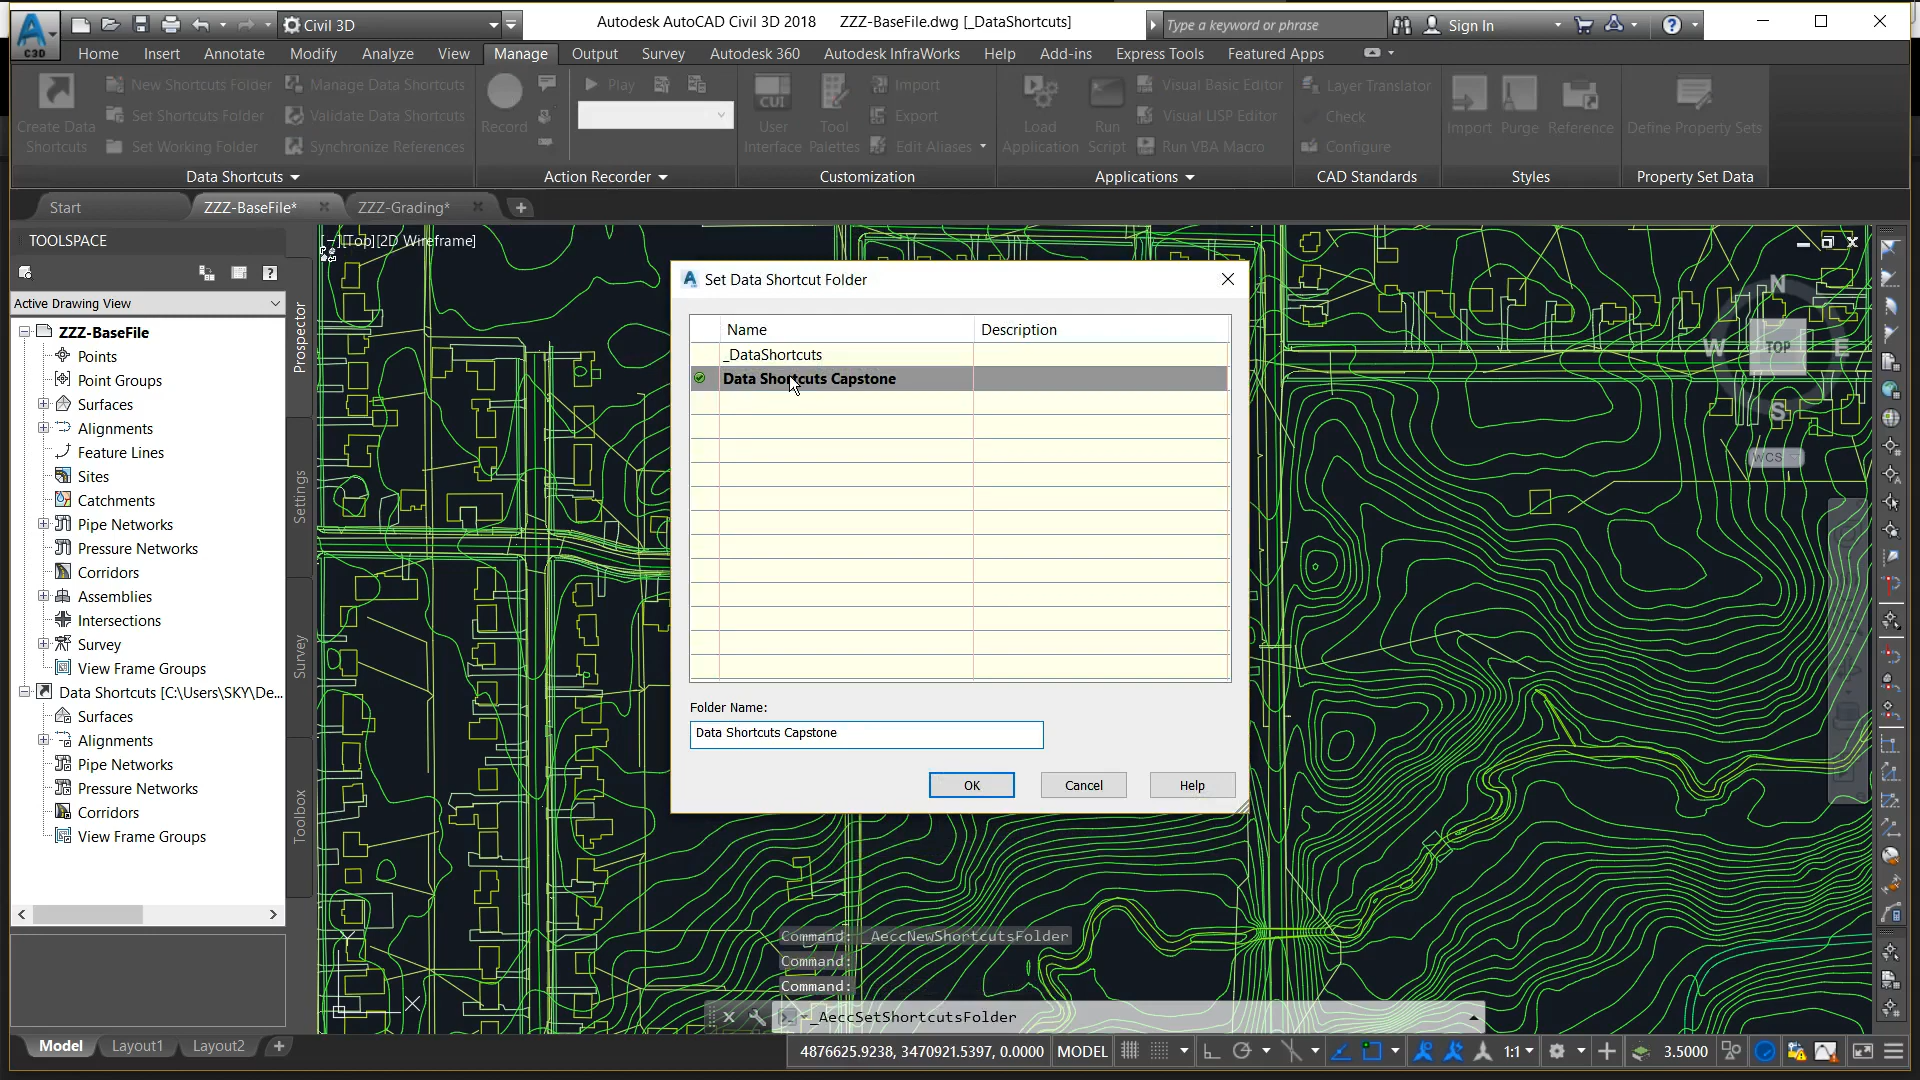 Civil 3D
Autodesk AutoCAD Civil 3D 2018 ZZZ-BaseFile.dwg [_DataShortcuts]
Type a keyword or phrase
Sign In
C3D
Home Insert Annotate Modify Analyze View Manage Output Survey Autodesk 360 Autodesk InfraWorks Help Add-ins Express Tools Featured Apps
Create Data Shortcuts
New Shortcuts Folder
Set Shortcuts Folder
Set Working Folder
Manage Data Shortcuts
Validate Data Shortcuts
Synchronize References
Data Shortcuts
Record
Play
Action Recorder
CUI
User Interface
Tool Palettes
Import
Export
Edit Aliases
Customization
Load Application
Run Script
Visual Basic Editor
Visual LISP Editor
Run VBA Macro
Applications
Layer Translator
Check
Configure
CAD Standards
Import Purge Reference
Styles
Define Property Sets
Property Set Data
Start ZZZ-BaseFile* ZZZ-Grading*
TOOLSPACE
Active Drawing View
ZZZ-BaseFile
Points
Point Groups
Surfaces
Alignments
Feature Lines
Sites
Catchments
Pipe Networks
Pressure Networks
Corridors
Assemblies
Intersections
Survey
View Frame Groups
Data Shortcuts [C:\Users\SKY\De...
Surfaces
Alignments
Pipe Networks
Pressure Networks
Corridors
View Frame Groups
Prospector
Settings
Survey
Toolbox
[−][Top][2D Wireframe]
Set Data Shortcut Folder
Name Description
_DataShortcuts
Data Shortcuts Capstone
Folder Name:
Data Shortcuts Capstone
OK Cancel Help
N
W TOP E
S
WCS
Y
X
Command: _AeccNewShortcutsFolder
Command:
Command:
_AeccSetShortcutsFolder
Model Layout1 Layout2
4876625.9238, 3470921.5397, 0.0000 MODEL 1:1 3.5000